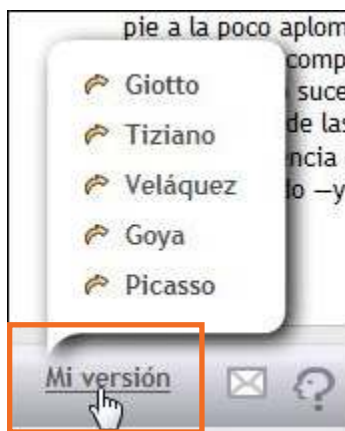 pie a la poco aplom
comp
suce
Giotto
de las
Tiziano
encia
Veláquez
do —y
Goya
Picasso
Mi versión